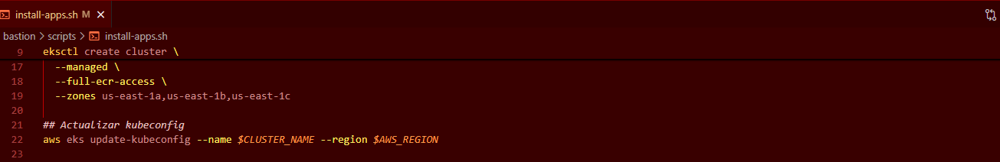 install-apps.sh M
bastion > scripts > install-apps.sh
9 eksctl create cluster \
17 --managed \
18 --full-ecr-access \
19 --zones us-east-1a,us-east-1b,us-east-1c
20
21 ## Actualizar kubeconfig
22 aws eks update-kubeconfig --name $CLUSTER_NAME --region $AWS_REGION
23